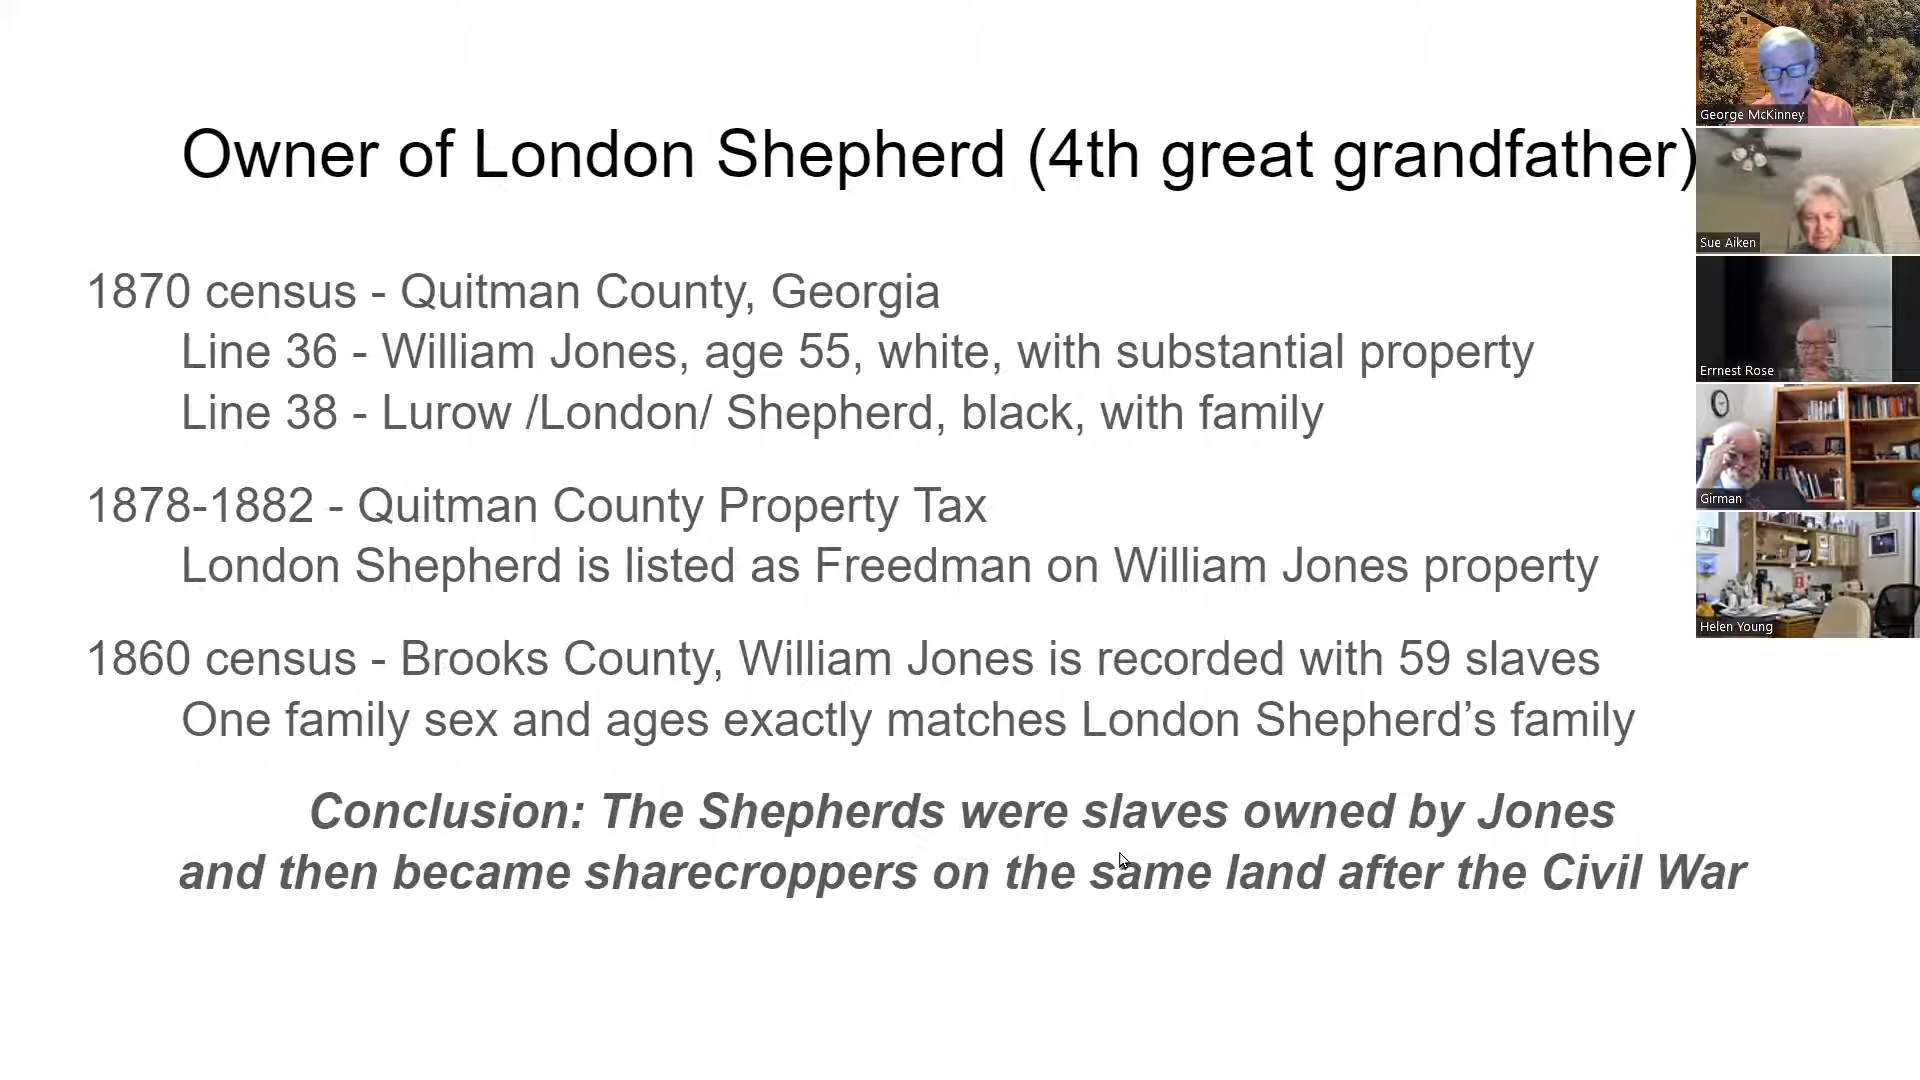 Owner of London Shepherd (4th great grandfather)
1870 census - Quitman County, Georgia
Line 36 - William Jones, age 55, white, with substantial property
Line 38 - Lurow /London/ Shepherd, black, with family
1878-1882 - Quitman County Property Tax
London Shepherd is listed as Freedman on William Jones property
1860 census - Brooks County, William Jones is recorded with 59 slaves
One family sex and ages exactly matches London Shepherd’s family
Conclusion: The Shepherds were slaves owned by Jones
and then became sharecroppers on the same land after the Civil War
George McKinney
Sue Aiken
Errnest Rose
Girman
Helen Young